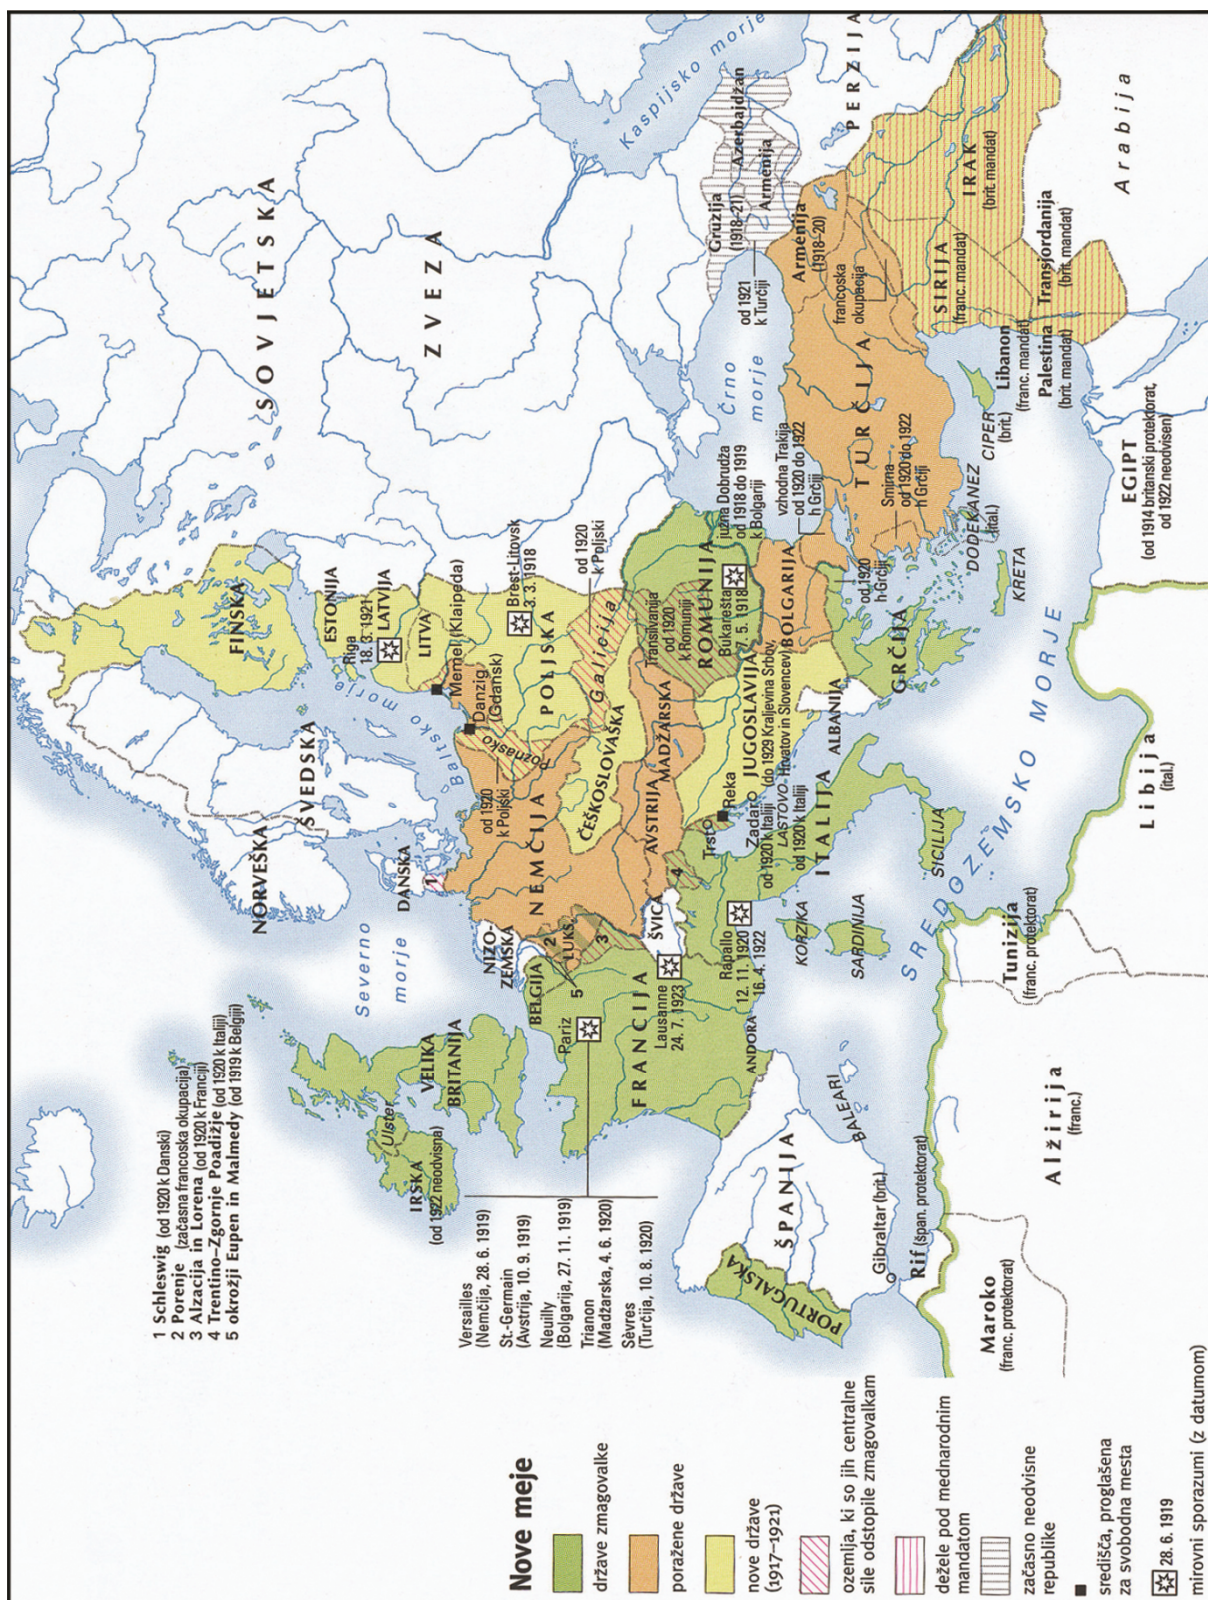 1 Schleswig (od 1920 k Danski)
2 Porenje (začasna francoska okupacija)
3 Alzacija in Lorena (od 1920 k Franciji)
4 Trentino–Zgornje Poadižje (od 1920 k Italiji)
5 okrožji Eupen in Malmedy (od 1919 k Belgiji)
Versailles
(Nemčija, 28. 6. 1919)
St.-Germain
(Avstrija, 10. 9. 1919)
Neuilly
(Bolgarija, 27. 11. 1919)
Trianon
(Madžarska, 4. 6. 1920)
Sèvres
(Turčija, 10. 8. 1920)
NORVEŠKA
ŠVEDSKA
FINSKA
SOVJETSKA
ZVEZA
Severno
morje
DANSKA
1
Baltsko morje
ESTONIJA
Riga
18. 3. 1921
LATVIJA
LITVA
Memel (Klaipeda)
Danzig
(Gdansk)
Brest-Litovsk
3. 3. 1918
IRSKA
(od 1922 neodvisna)
Ulster
VELIKA
BRITANIJA
NIZO-
ZEMSKA
BELGIJA
LUKS.
2
3
5
NEMČIJA
od 1920
k Poljski
Poznasko
POLJSKA
Galicija
od 1920
k Poljski
Pariz
FRANCIJA
ŠVICA
Lausanne
24. 7. 1923
ČEŠKOSLOVAŠKA
AVSTRIJA
MADŽARSKA
4
Transilvanija
od 1920
k Romuniji
ROMUNIJA
Bukarešta
7. 5. 1918
južna Dobrudža
od 1918 do 1919
k Bolgariji
Rapallo
12. 11. 1920
16. 4. 1922
Trst
Reka
Zadar
od 1920 k Italiji
LASTOVO
od 1920 k Italiji
JUGOSLAVIJA
(do 1929 Kraljevina Srbov,
Hrvatov in Slovencev)
BOLGARIJA
ANDORA
ITALIJA
ALBANIJA
GRČIJA
od 1920
h Grčiji
vzhodna Trakija
od 1920 do 1922
h Grčiji
Smirna
od 1920 do 1922
h Grčiji
Črno
morje
TURČIJA
od 1921
k Turčiji
Gruzija
(1918–21)
Azerbajdžan
Armenija
Armenija
(1918–20)
Kaspijsko morje
PERZIJA
francoska
okupacija
PORTUGALSKA
ŠPANIJA
BALEARI
KORZIKA
SARDINIJA
SICILIJA
Gibraltar (brit.)
Rif (špan. protektorat)
SREDOZEMSKO MORJE
KRETA
DODEKANEZ
(ital.)
CIPER
(brit.)
SIRIJA
(franc. mandat)
IRAK
(brit. mandat)
Libanon
(franc. mandat)
Palestina
(brit. mandat)
Transjordanija
(brit. mandat)
Arabija
Maroko
(franc. protektorat)
Alžirija
(franc.)
Tunizija
(franc. protektorat)
Libija
(ital.)
EGIPT
(od 1914 britanski protektorat,
od 1922 neodvisen)
Nove meje
države zmagovalke
poražene države
nove države
(1917–1921)
ozemlja, ki so jih centralne
sile odstopile zmagovalkam
dežele pod mednarodnim
mandatom
začasno neodvisne
republike
središča, proglašena
za svobodna mesta
28. 6. 1919
mirovni sporazumi (z datumom)